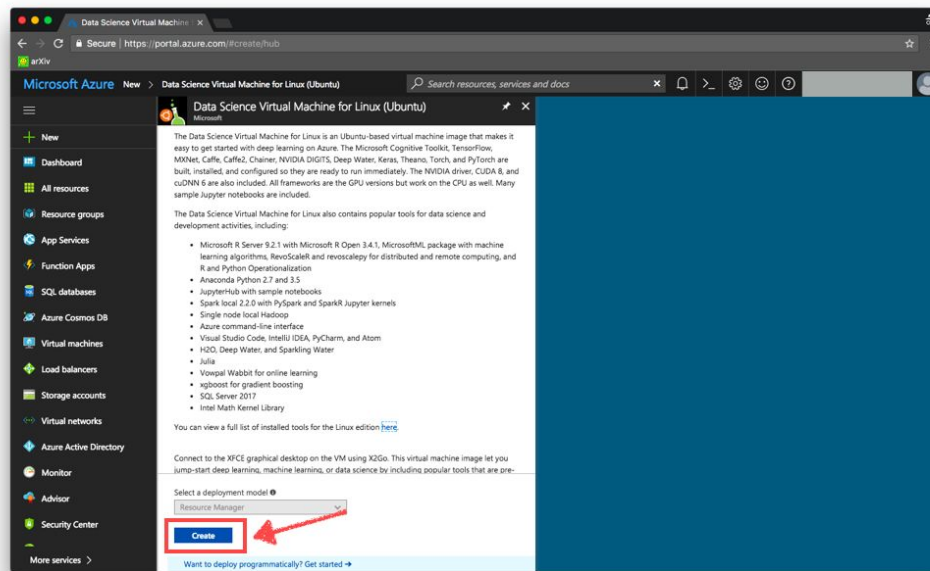 Data Science Virtual Machine
Secure https://portal.azure.com/#create/hub
arXiv
Microsoft Azure New > Data Science Virtual Machine for Linux (Ubuntu) Search resources, services and docs
Data Science Virtual Machine for Linux (Ubuntu)
Microsoft
New
Dashboard
All resources
Resource groups
App Services
Function Apps
SQL databases
Azure Cosmos DB
Virtual machines
Load balancers
Storage accounts
Virtual networks
Azure Active Directory
Monitor
Advisor
Security Center
More services >
The Data Science Virtual Machine for Linux is an Ubuntu-based virtual machine image that makes it
easy to get started with deep learning on Azure. The Microsoft Cognitive Toolkit, TensorFlow,
MXNet, Caffe, Caffe2, Chainer, NVIDIA DIGITS, Deep Water, Keras, Theano, Torch, and PyTorch are
built, installed, and configured so they are ready to run immediately. The NVIDIA driver, CUDA 8, and
cuDNN 6 are also included. All frameworks are the GPU versions but work on the CPU as well. Many
sample Jupyter notebooks are included.
The Data Science Virtual Machine for Linux also contains popular tools for data science and
development activities, including:
• Microsoft R Server 9.2.1 with Microsoft R Open 3.4.1, MicrosoftML package with machine
learning algorithms, RevoScaleR and revoscalepy for distributed and remote computing, and
R and Python Operationalization
• Anaconda Python 2.7 and 3.5
• JupyterHub with sample notebooks
• Spark local 2.2.0 with PySpark and SparkR Jupyter kernels
• Single node local Hadoop
• Azure command-line interface
• Visual Studio Code, IntelliJ IDEA, PyCharm, and Atom
• H2O, Deep Water, and Sparkling Water
• Julia
• Vowpal Wabbit for online learning
• xgboost for gradient boosting
• SQL Server 2017
• Intel Math Kernel Library
You can view a full list of installed tools for the Linux edition here.
Connect to the XFCE graphical desktop on the VM using X2Go. This virtual machine image let you
jump-start deep learning, machine learning, or data science by including popular tools that are pre-
Select a deployment model
Resource Manager
Create
Want to deploy programmatically? Get started →